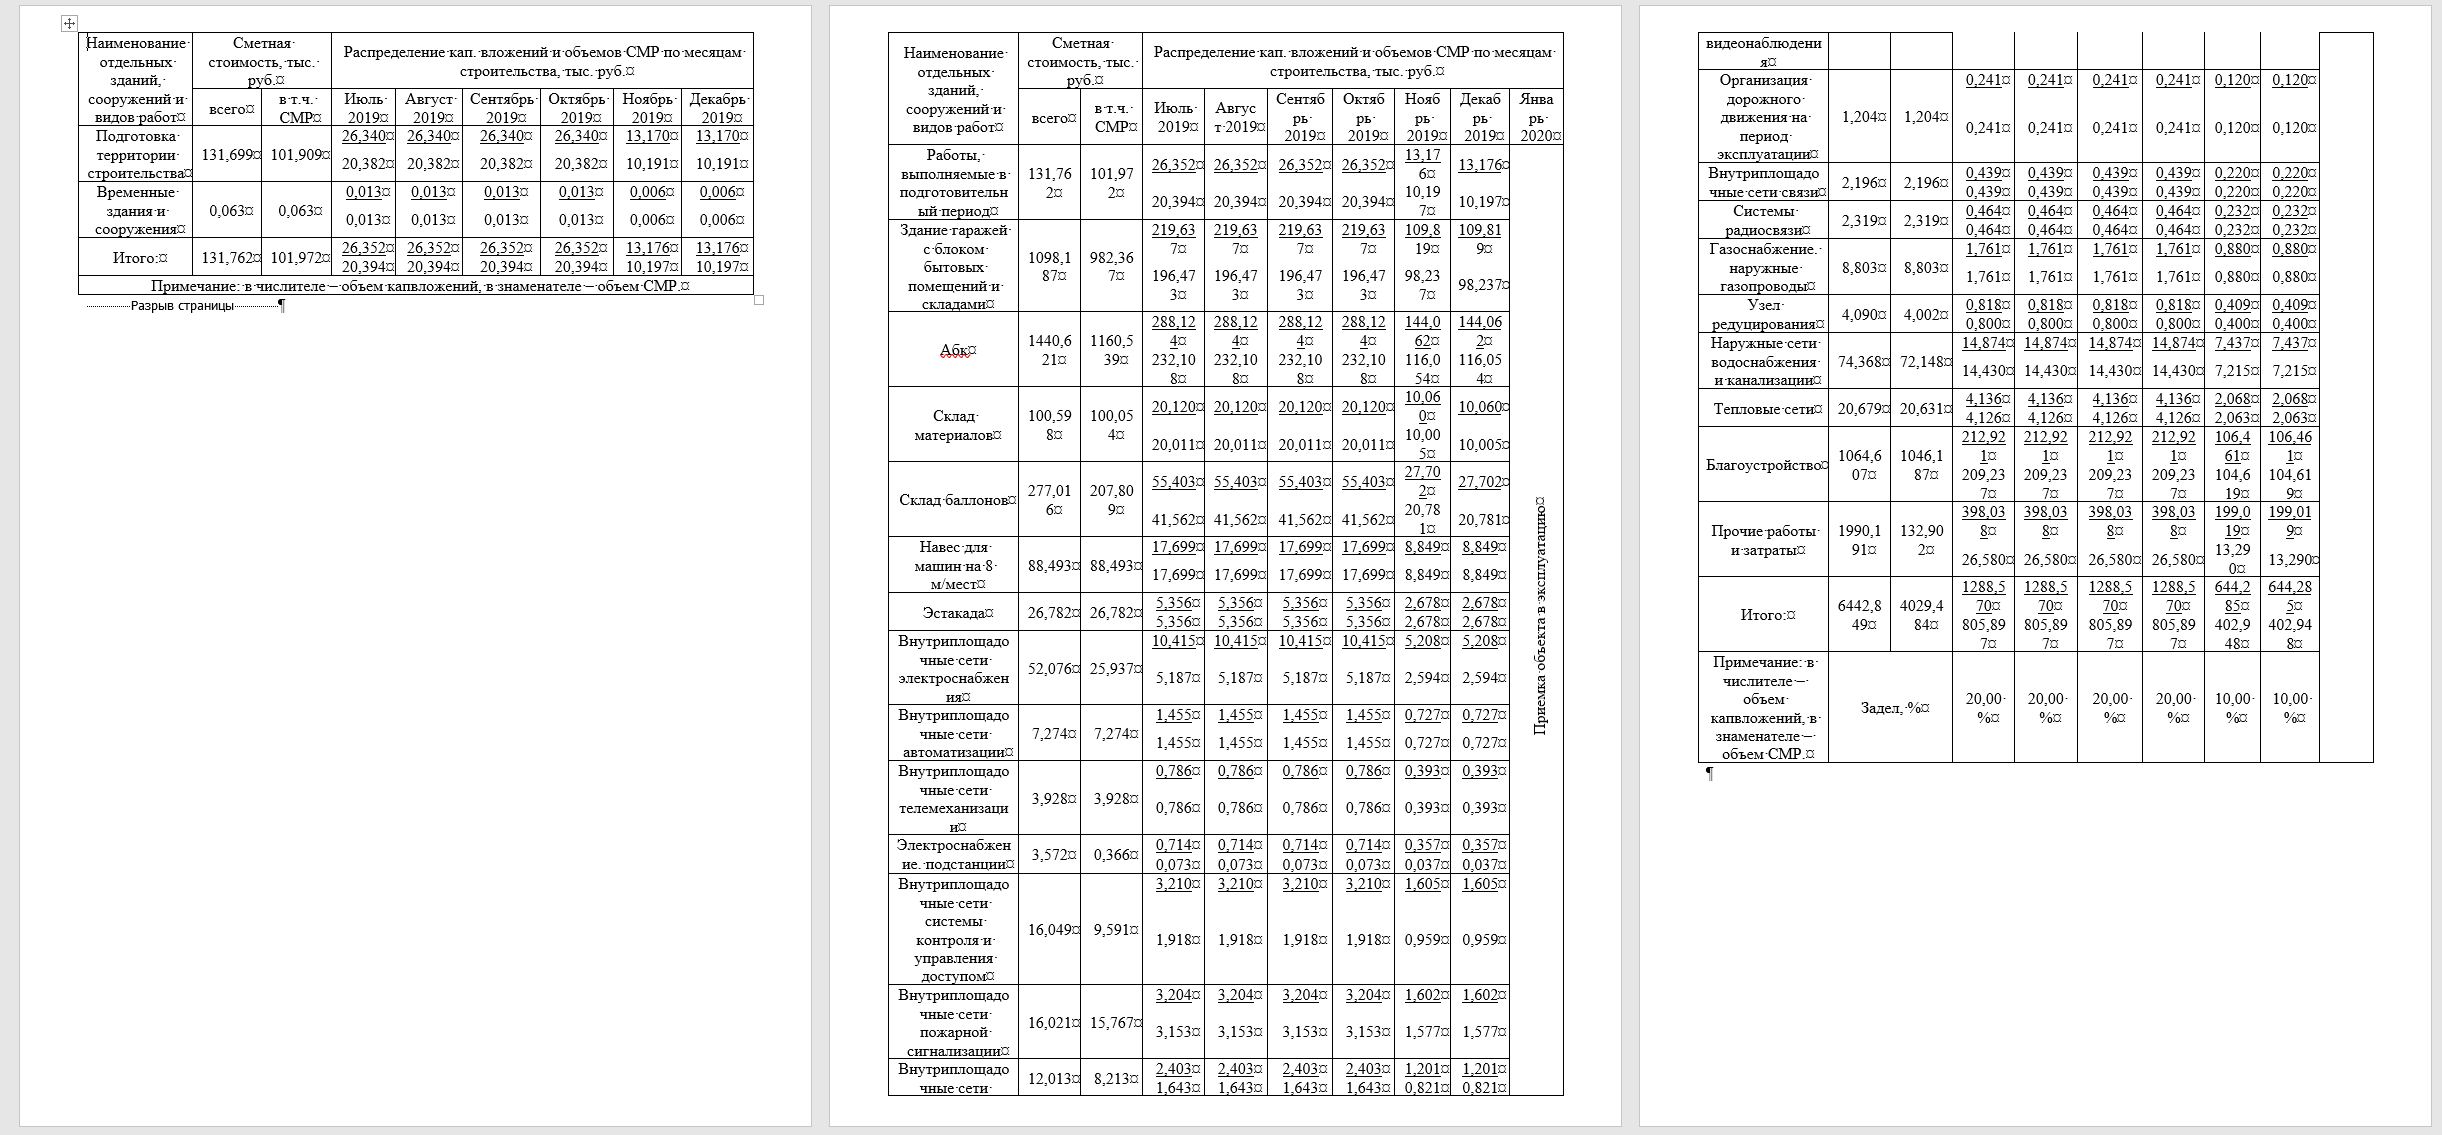 Наименование отдельных зданий, сооружений и видов работ
Сметная стоимость, тыс. руб.
Распределение кап. вложений и объемов СМР по месяцам строительства, тыс. руб.
всего
в т.ч. СМР
Июль 2019
Август 2019
Сентябрь 2019
Октябрь 2019
Ноябрь 2019
Декабрь 2019
Подготовка территории строительства 131,699 101,909
26,340 26,340 26,340 26,340 13,170 13,170
20,382 20,382 20,382 20,382 10,191 10,191
Временные здания и сооружения 0,063 0,063
0,013 0,013 0,013 0,013 0,006 0,006
0,013 0,013 0,013 0,013 0,006 0,006
Итого: 131,762 101,972
26,352 26,352 26,352 26,352 13,176 13,176
20,394 20,394 20,394 20,394 10,197 10,197
Примечание: в числителе – объем капвложений, в знаменателе – объем СМР.
Разрыв страницы
Наименование отдельных зданий, сооружений и видов работ
Сметная стоимость, тыс. руб.
Распределение кап. вложений и объемов СМР по месяцам строительства, тыс. руб.
всего
в т.ч. СМР
Июль 2019
Август 2019
Сентябрь 2019
Октябрь 2019
Ноябрь 2019
Декабрь 2019
Январь 2020
Работы, выполняемые в подготовительный период 131,762 101,972
26,352 26,352 26,352 26,352 13,176 13,176
20,394 20,394 20,394 20,394 10,197 10,197
Здание гаражей с блоком бытовых помещений и складами 1098,187 982,367
219,637 219,637 219,637 219,637 109,819 109,819
196,473 196,473 196,473 196,473 98,237 98,237
Абк 1440,621 1160,539
288,124 288,124 288,124 288,124 144,062 144,062
232,108 232,108 232,108 232,108 116,054 116,054
Склад материалов 100,598 100,054
20,120 20,120 20,120 20,120 10,060 10,060
20,011 20,011 20,011 20,011 10,005 10,005
Склад баллонов 277,016 207,809
55,403 55,403 55,403 55,403 27,702 27,702
41,562 41,562 41,562 41,562 20,781 20,781
Навес для машин на 8 м/мест 88,493 88,493
17,699 17,699 17,699 17,699 8,849 8,849
17,699 17,699 17,699 17,699 8,849 8,849
Эстакада 26,782 26,782
5,356 5,356 5,356 5,356 2,678 2,678
5,356 5,356 5,356 5,356 2,678 2,678
Внутриплощадочные сети электроснабжения 52,076 25,937
10,415 10,415 10,415 10,415 5,208 5,208
5,187 5,187 5,187 5,187 2,594 2,594
Внутриплощадочные сети автоматизации 7,274 7,274
1,455 1,455 1,455 1,455 0,727 0,727
1,455 1,455 1,455 1,455 0,727 0,727
Внутриплощадочные сети телемеханизации 3,928 3,928
0,786 0,786 0,786 0,786 0,393 0,393
0,786 0,786 0,786 0,786 0,393 0,393
Электроснабжение. подстанции 3,572 0,366
0,714 0,714 0,714 0,714 0,357 0,357
0,073 0,073 0,073 0,073 0,037 0,037
Внутриплощадочные сети системы контроля и управления доступом 16,049 9,591
3,210 3,210 3,210 3,210 1,605 1,605
1,918 1,918 1,918 1,918 0,959 0,959
Внутриплощадочные сети пожарной сигнализации 16,021 15,767
3,204 3,204 3,204 3,204 1,602 1,602
3,153 3,153 3,153 3,153 1,577 1,577
Внутриплощадочные сети 12,013 8,213
2,403 2,403 2,403 2,403 1,201 1,201
1,643 1,643 1,643 1,643 0,821 0,821
Приемка объекта в эксплуатацию
видеонаблюдения
Организация дорожного движения на период эксплуатации 1,204 1,204
0,241 0,241 0,241 0,241 0,120 0,120
0,241 0,241 0,241 0,241 0,120 0,120
Внутриплощадочные сети связи 2,196 2,196
0,439 0,439 0,439 0,439 0,220 0,220
0,439 0,439 0,439 0,439 0,220 0,220
Системы радиосвязи 2,319 2,319
0,464 0,464 0,464 0,464 0,232 0,232
0,464 0,464 0,464 0,464 0,232 0,232
Газоснабжение. наружные газопроводы 8,803 8,803
1,761 1,761 1,761 1,761 0,880 0,880
1,761 1,761 1,761 1,761 0,880 0,880
Узел редуцирования 4,090 4,002
0,818 0,818 0,818 0,818 0,409 0,409
0,800 0,800 0,800 0,800 0,400 0,400
Наружные сети водоснабжения и канализации 74,368 72,148
14,874 14,874 14,874 14,874 7,437 7,437
14,430 14,430 14,430 14,430 7,215 7,215
Тепловые сети 20,679 20,631
4,136 4,136 4,136 4,136 2,068 2,068
4,126 4,126 4,126 4,126 2,063 2,063
Благоустройство 1064,607 1046,187
212,921 212,921 212,921 212,921 106,461 106,461
209,237 209,237 209,237 209,237 104,619 104,619
Прочие работы и затраты 1990,191 132,902
398,038 398,038 398,038 398,038 199,019 199,019
26,580 26,580 26,580 26,580 13,290 13,290
Итого: 6442,849 4029,484
1288,570 1288,570 1288,570 1288,570 644,285 644,285
805,897 805,897 805,897 805,897 402,948 402,948
Примечание: в числителе – объем капвложений, в знаменателе – объем СМР.
Задел, % 20,00 % 20,00 % 20,00 % 20,00 % 10,00 % 10,00 %